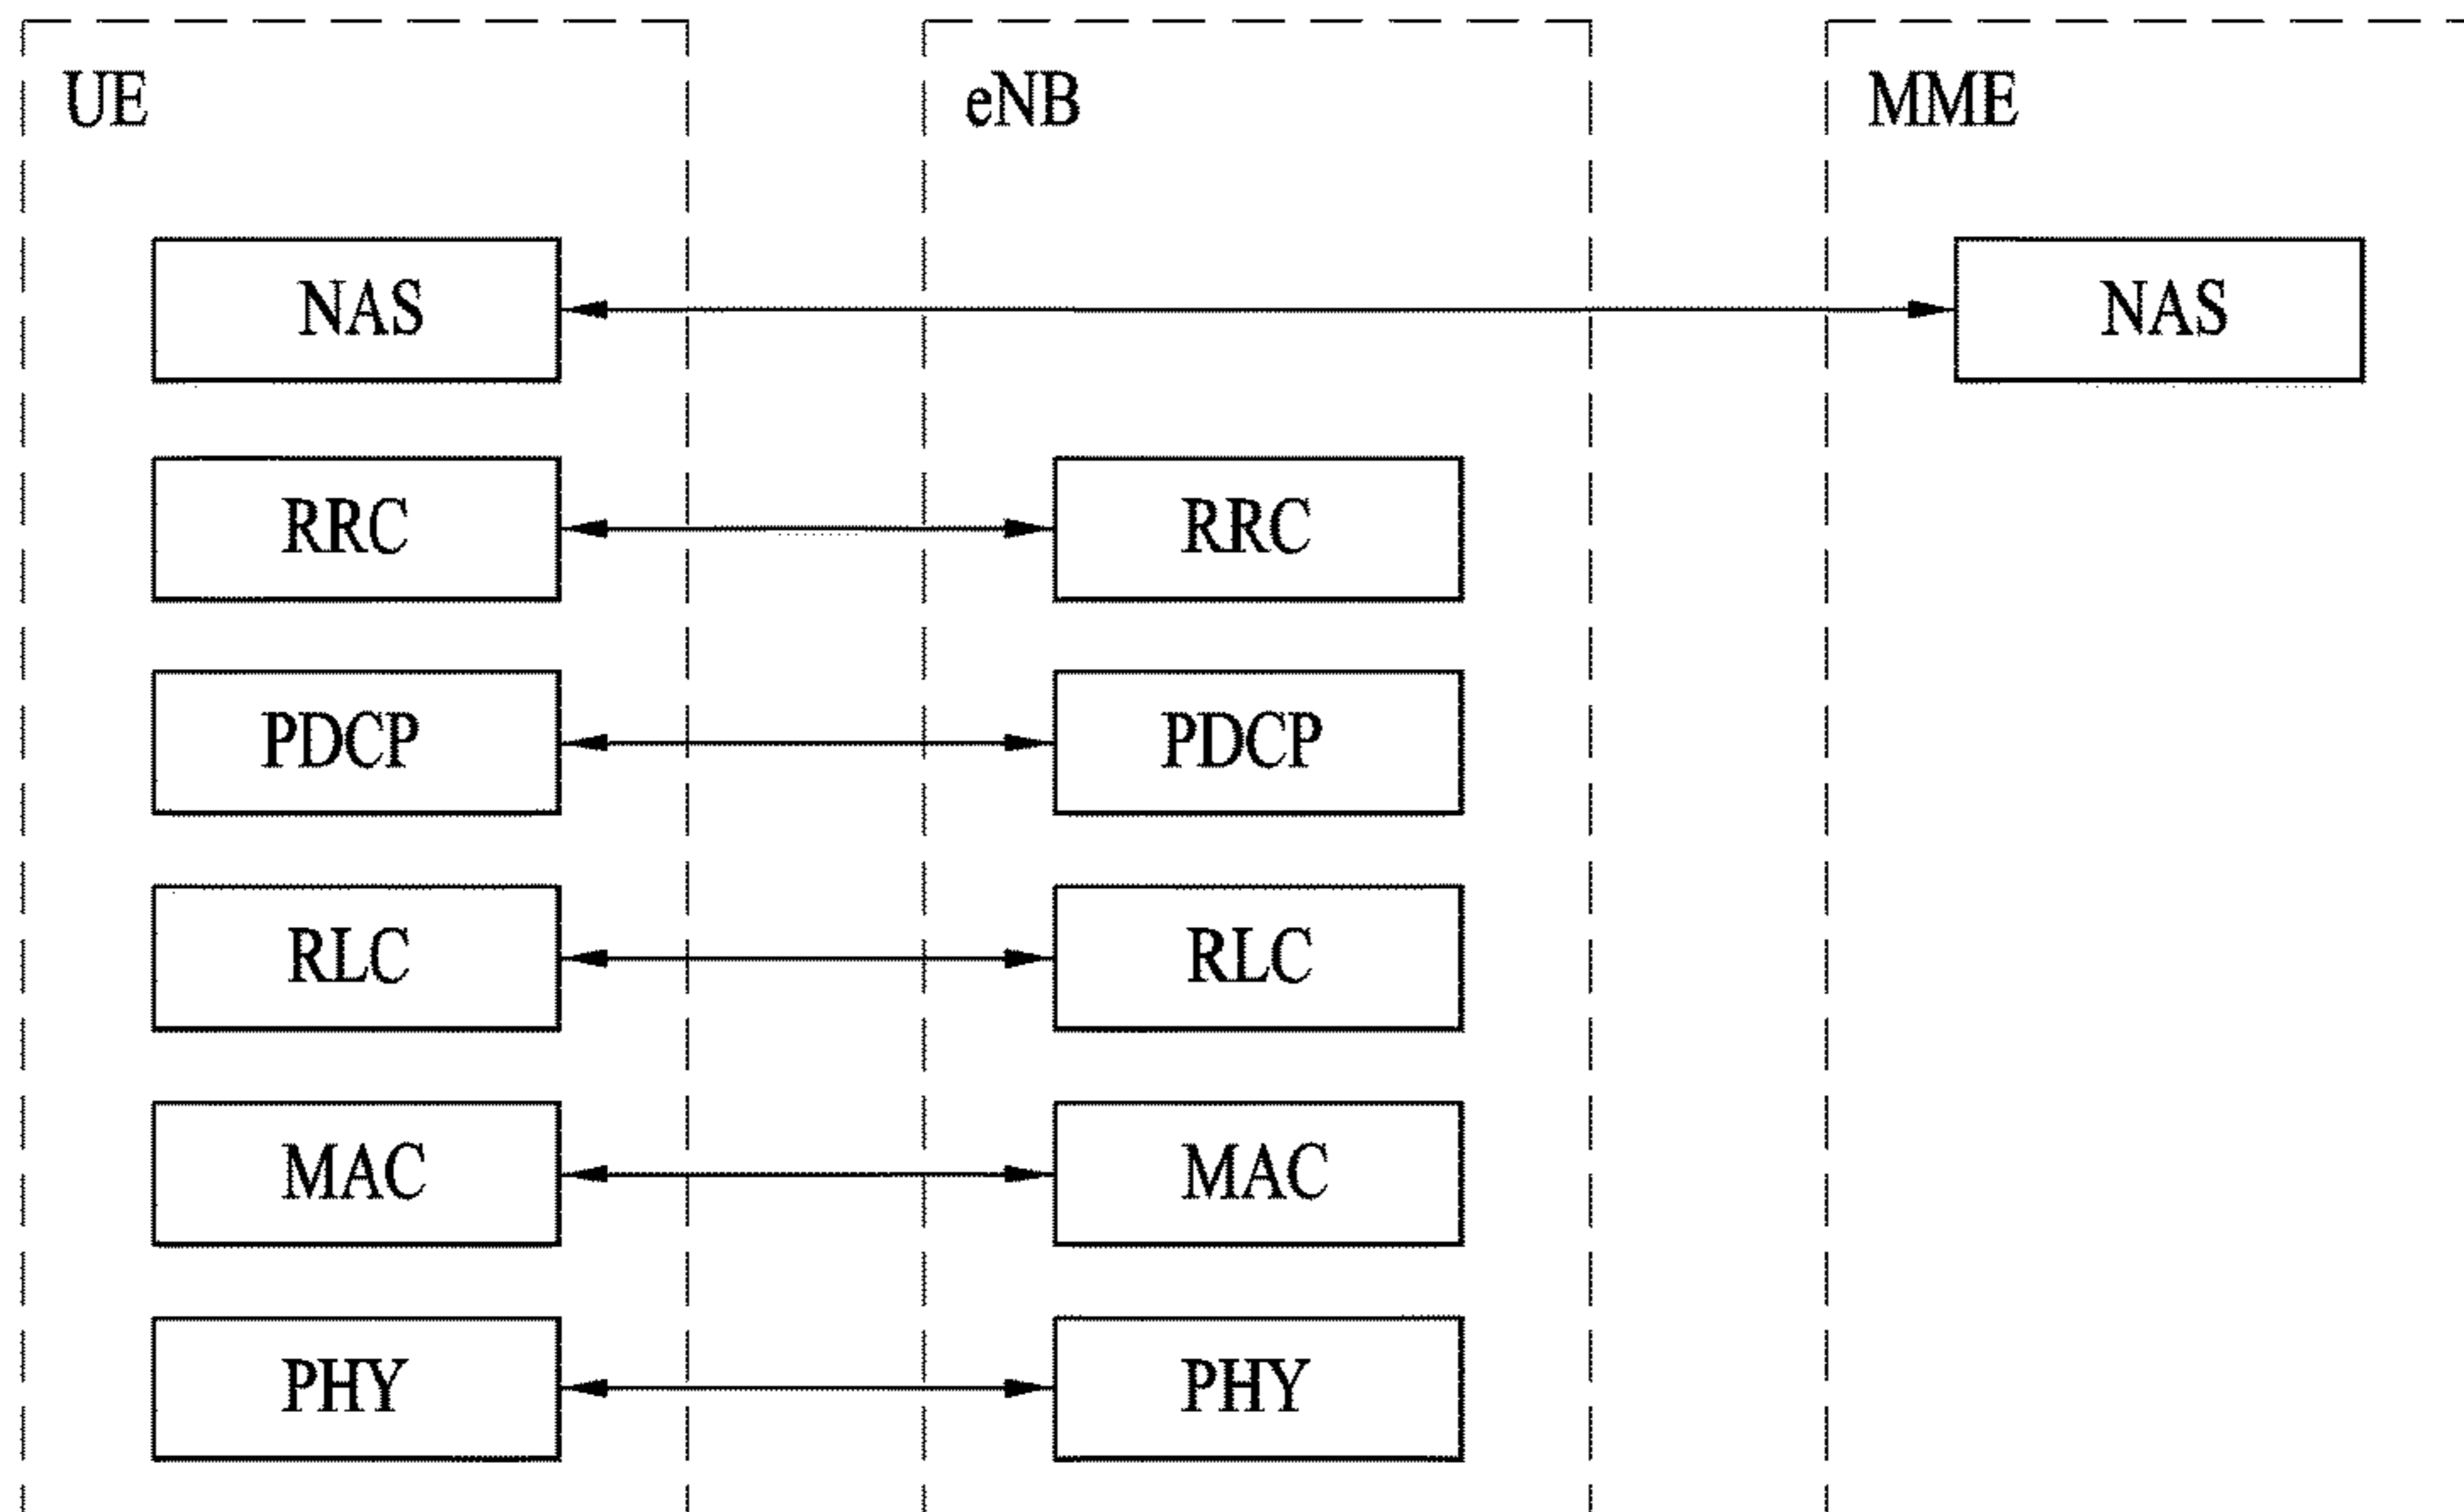 UE eNB MME
NAS NAS
RRC RRC
PDCP PDCP
RLC RLC
MAC MAC
PHY PHY